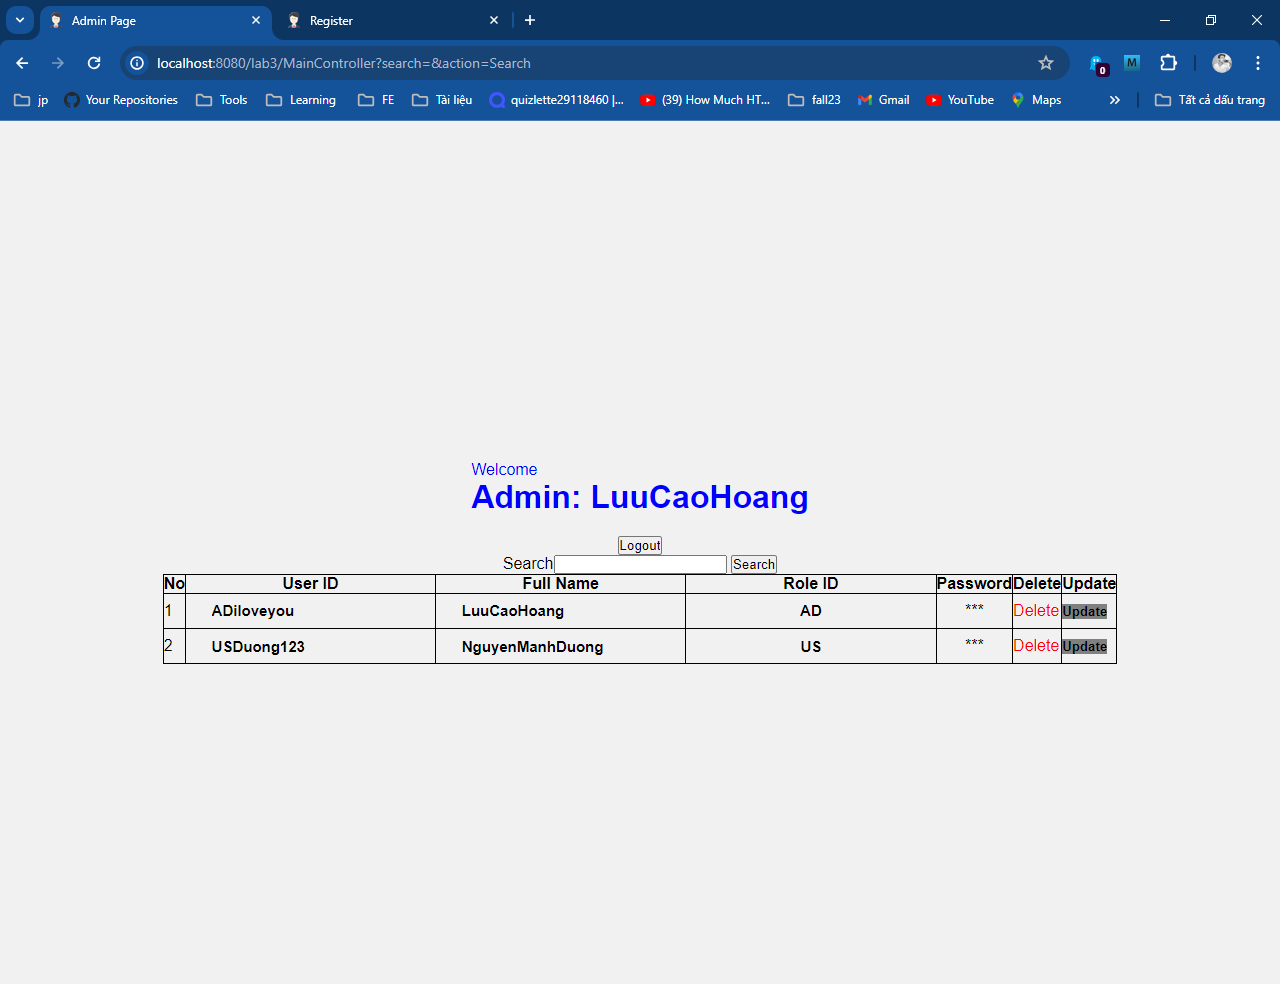 Admin Page
Register
localhost:8080/lab3/MainController?search=&action=Search
0
M
jp
Your Repositories
Tools
Learning
FE
Tài liệu
quizlette29118460 |...
(39) How Much HT...
fall23
Gmail
YouTube
Maps
Tất cả dấu trang
Welcome
Admin: LuuCaoHoang
Logout
Search Search
No User ID Full Name Role ID Password Delete Update
1 ADiloveyou LuuCaoHoang AD *** Delete Update
2 USDuong123 NguyenManhDuong US *** Delete Update